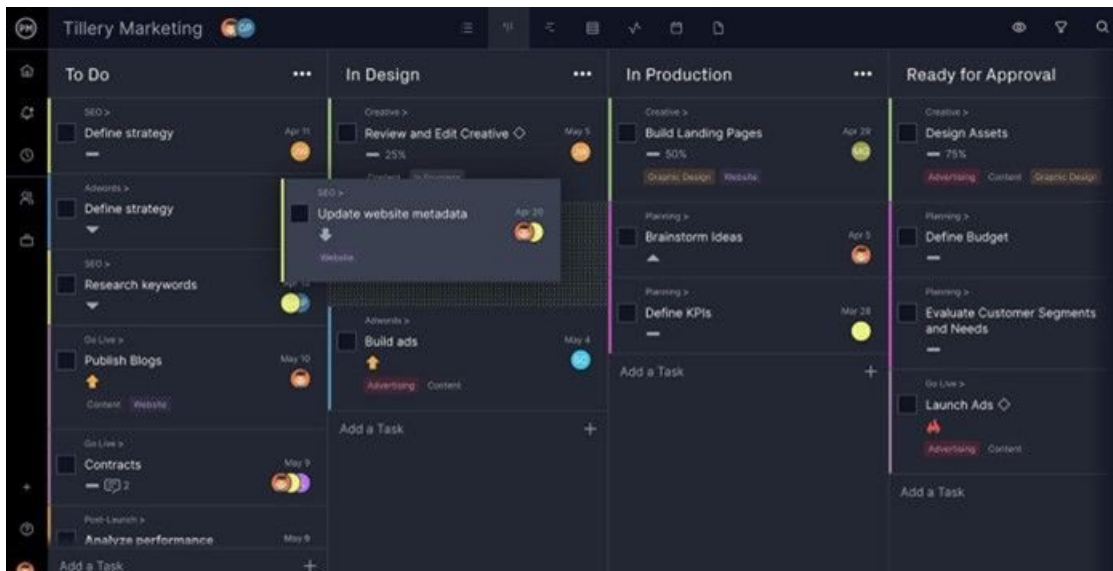 PM
Tillery Marketing
GP
To Do
SEO >
Define strategy
Apr 11
Adwords >
Define strategy
SEO >
Research keywords
Go Live >
Publish Blogs
May 10
Content Website
Go Live >
Contracts
May 9
2
Post-Launch >
Analyze performance
May 9
Add a Task
In Design
Creative >
Review and Edit Creative
May 5
25%
SEO >
Update website metadata
Apr 20
Website
Adwords >
Build ads
May 4
Advertising Content
Add a Task
In Production
Creative >
Build Landing Pages
Apr 29
MG
50%
Graphic Design Website
Planning >
Brainstorm Ideas
Apr 5
Planning >
Define KPIs
Mar 28
Add a Task
Ready for Approval
Creative >
Design Assets
75%
Advertising Content Graphic Design
Planning >
Define Budget
Planning >
Evaluate Customer Segments
and Needs
Go Live >
Launch Ads
Advertising Content
Add a Task